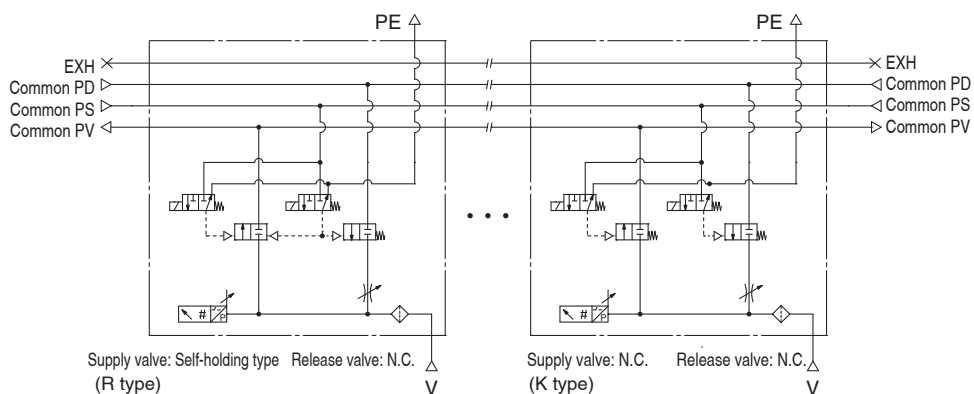 PE PE
EXH EXH
Common PD Common PD
Common PS Common PS
Common PV Common PV
# P # P
Supply valve: Self-holding type Release valve: N.C. Supply valve: N.C. Release valve: N.C.
(R type) V (K type) V